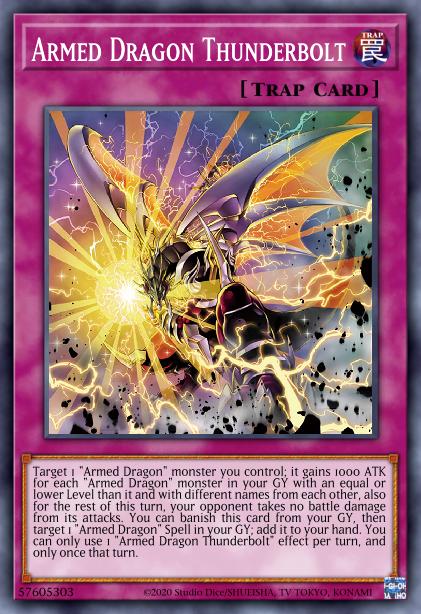 ARMED DRAGON THUNDERBOLT
TRAP
罠
[TRAP CARD]
Target 1 "Armed Dragon" monster you control; it gains 1000 ATK
for each "Armed Dragon" monster in your GY with an equal or
lower Level than it and with different names from each other, also
for the rest of this turn, your opponent takes no battle damage
from its attacks. You can banish this card from your GY, then
target 1 "Armed Dragon" Spell in your GY; add it to your hand. You
can only use 1 "Armed Dragon Thunderbolt" effect per turn, and
only once that turn.
57605303
©2020 Studio Dice/SHUEISHA, TV TOKYO, KONAMI